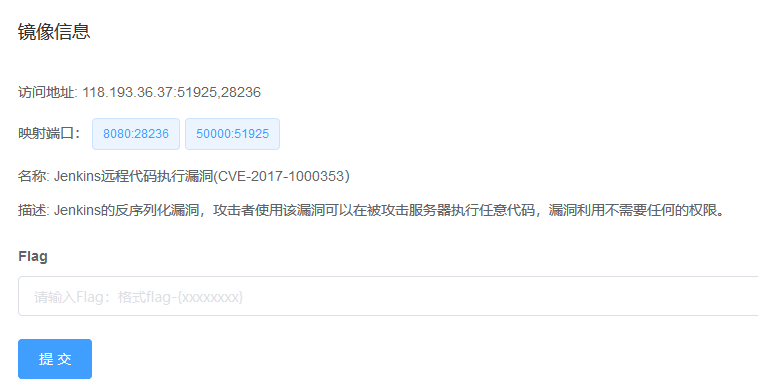 镜像信息
访问地址: 118.193.36.37:51925,28236
映射端口： 8080:28236 50000:51925
名称: Jenkins远程代码执行漏洞(CVE-2017-1000353）
描述: Jenkins的反序列化漏洞，攻击者使用该漏洞可以在被攻击服务器执行任意代码，漏洞利用不需要任何的权限。
Flag
请输入Flag：格式flag-{xxxxxxxx}
提 交